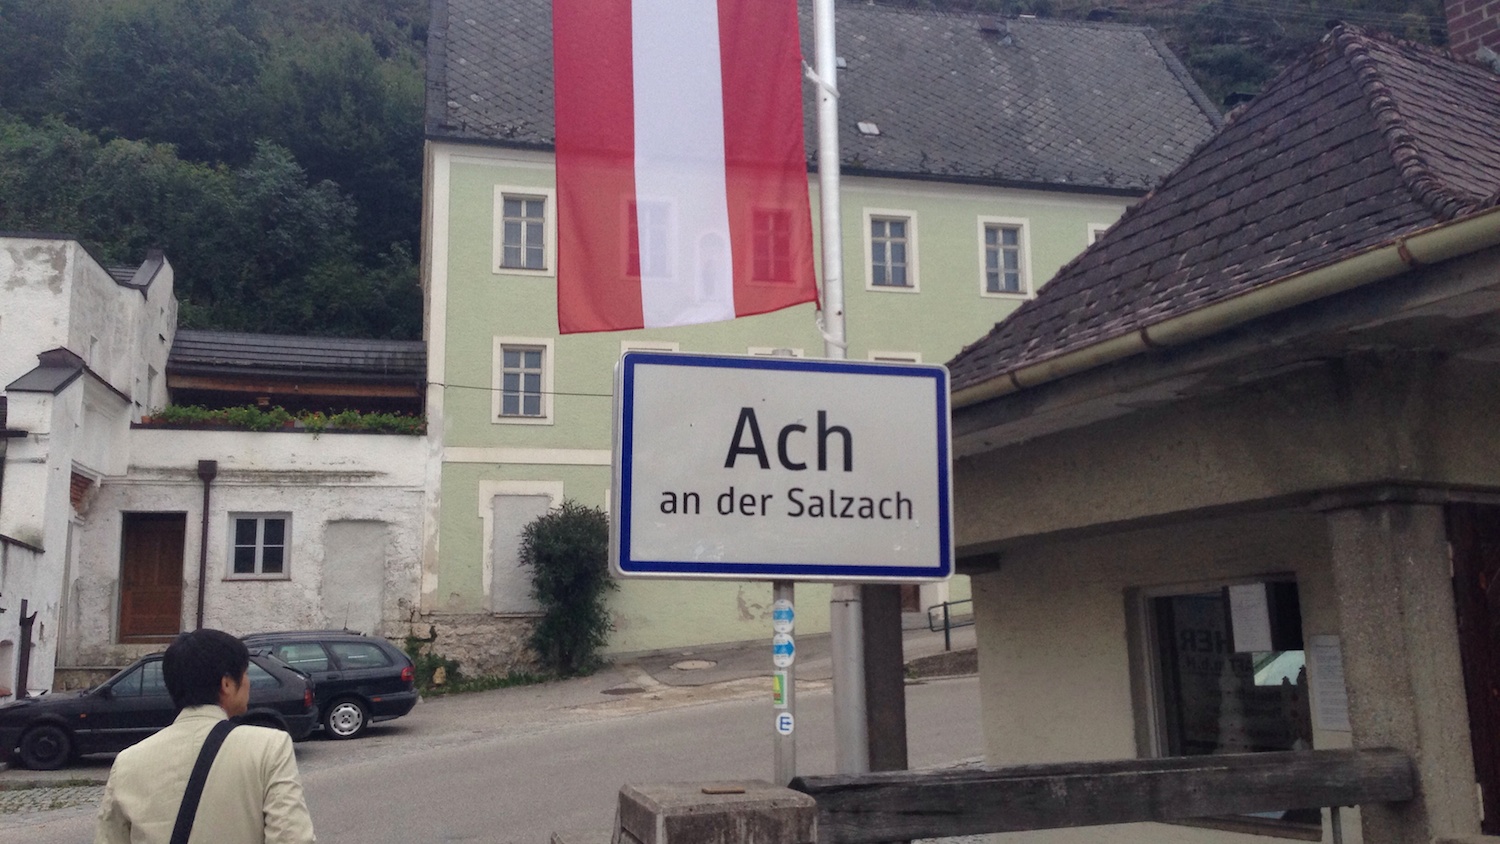 Ach
an der Salzach
E